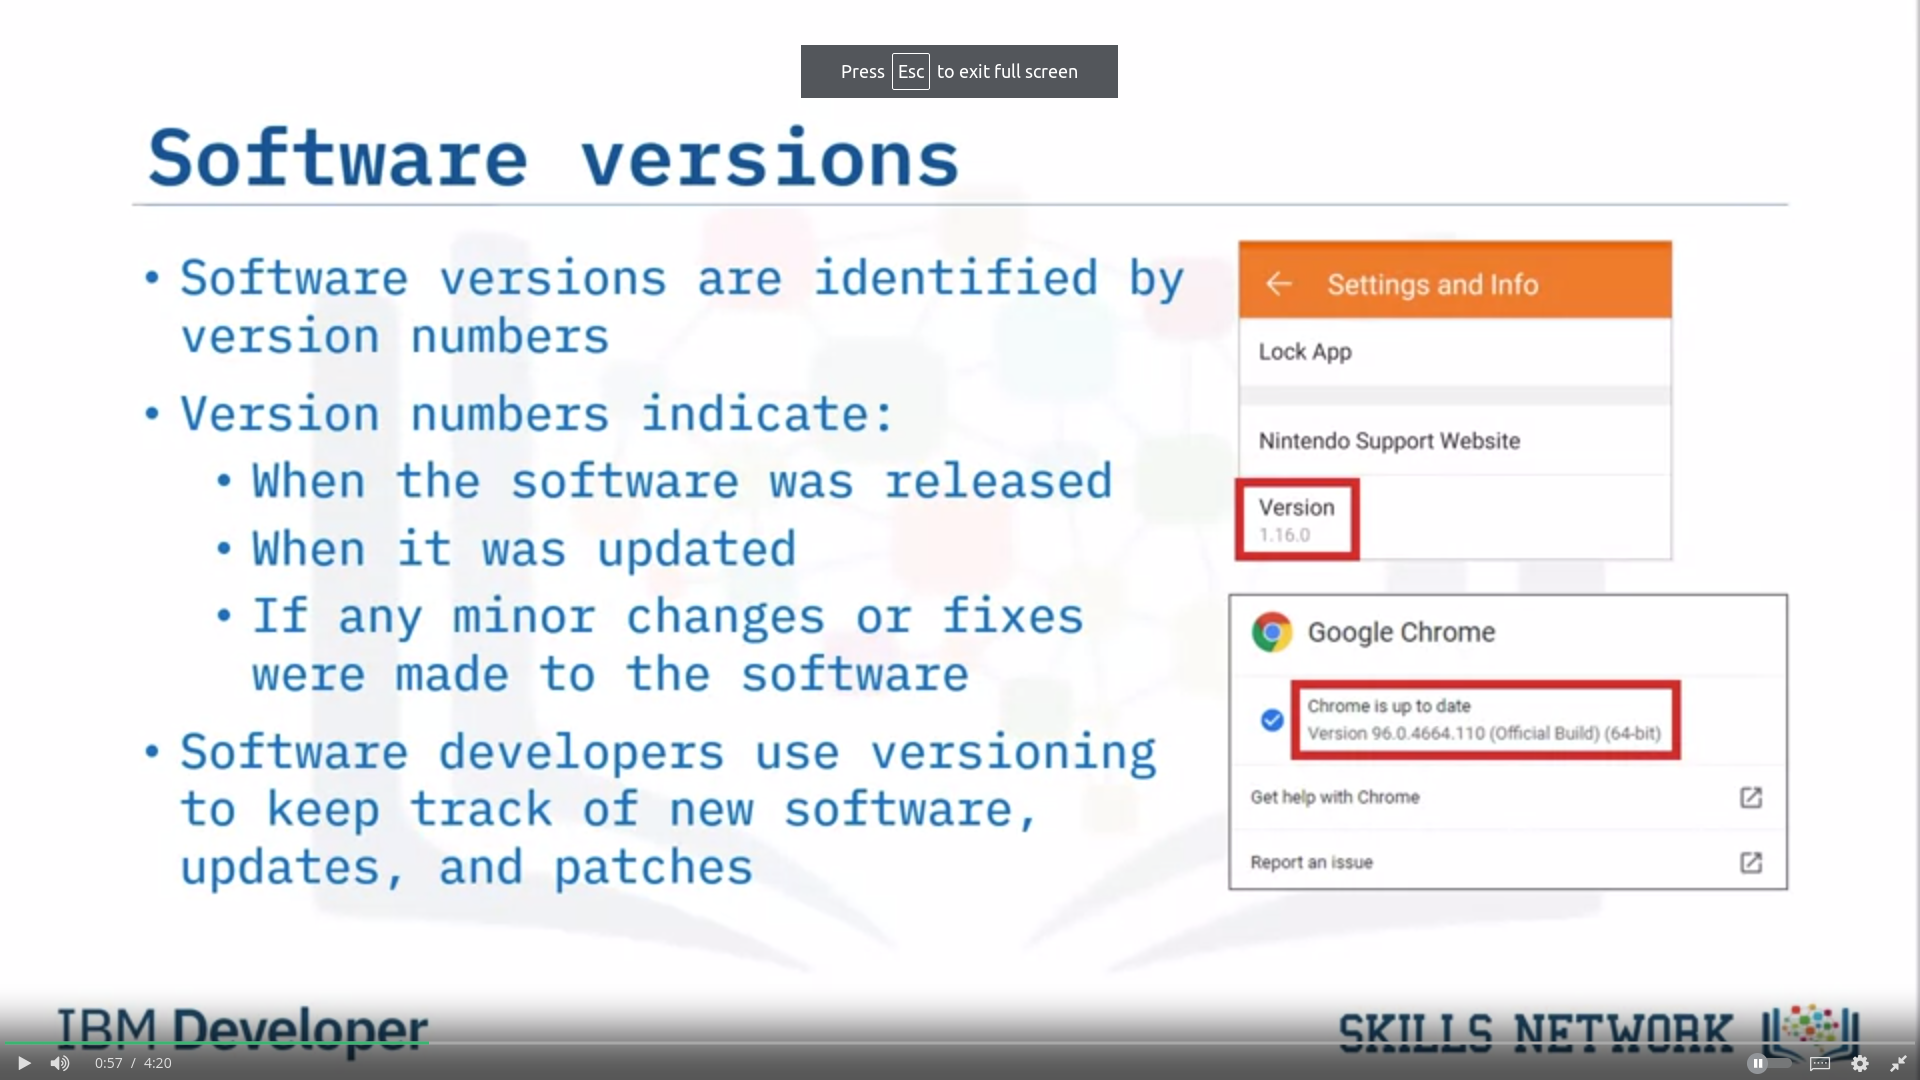 Press Esc to exit full screen
Software versions
• Software versions are identified by
version numbers
• Version numbers indicate:
• When the software was released
• When it was updated
• If any minor changes or fixes
were made to the software
• Software developers use versioning
to keep track of new software,
updates, and patches
Settings and Info
Lock App
Nintendo Support Website
Version
1.16.0
Google Chrome
Chrome is up to date
Version 96.0.4664.110 (Official Build) (64-bit)
Get help with Chrome
Report an issue
IBM Developer
SKILLS NETWORK
0:57 / 4:20